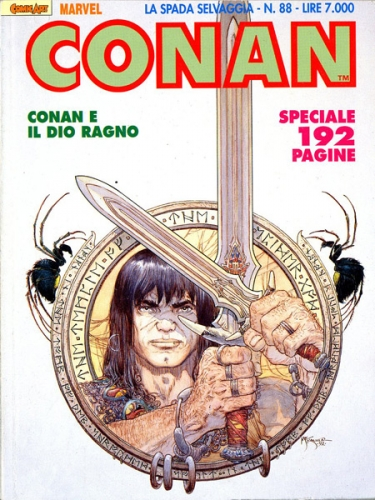 COMIC ART
MARVEL
LA SPADA SELVAGGIA - N. 88 - LIRE 7.000
CONAN
TM
CONAN E
IL DIO RAGNO
SPECIALE
192
PAGINE